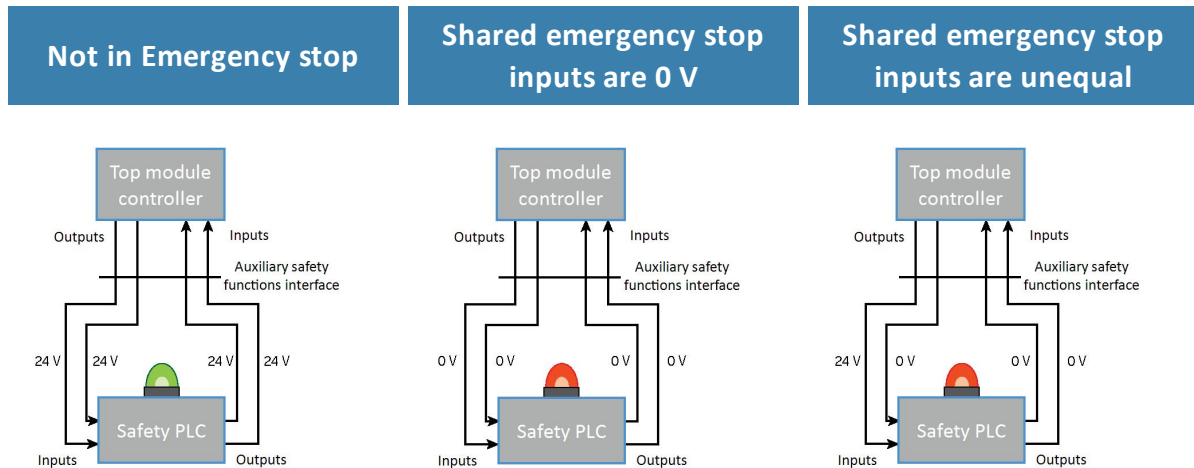 Not in Emergency stop
Shared emergency stop
inputs are 0 V
Shared emergency stop
inputs are unequal
Top module
controller
Outputs
Inputs
Auxiliary safety
functions interface
24 V
24 V
24 V
24 V
Safety PLC
Inputs
Outputs
Top module
controller
Outputs
Inputs
Auxiliary safety
functions interface
0 V
0 V
0 V
0 V
Safety PLC
Inputs
Outputs
Top module
controller
Outputs
Inputs
Auxiliary safety
functions interface
24 V
0 V
0 V
0 V
Safety PLC
Inputs
Outputs